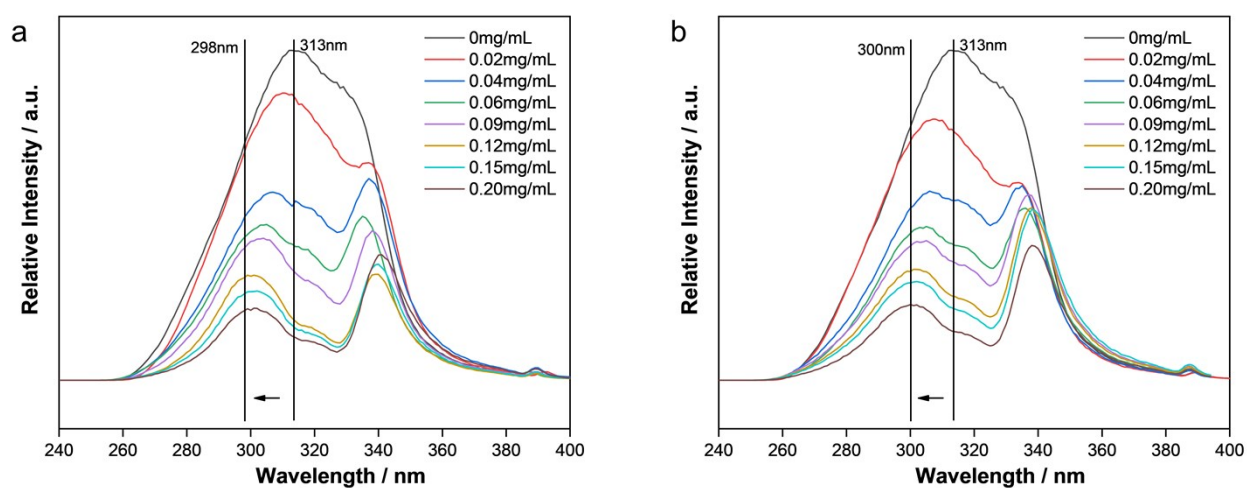 a
298nm
313nm
0mg/mL
0.02mg/mL
0.04mg/mL
0.06mg/mL
0.09mg/mL
0.12mg/mL
0.15mg/mL
0.20mg/mL
Relative Intensity / a.u.
240 260 280 300 320 340 360 380 400
Wavelength / nm
b
300nm
313nm
0mg/mL
0.02mg/mL
0.04mg/mL
0.06mg/mL
0.09mg/mL
0.12mg/mL
0.15mg/mL
0.20mg/mL
Relative Intensity / a.u.
240 260 280 300 320 340 360 380 400
Wavelength / nm